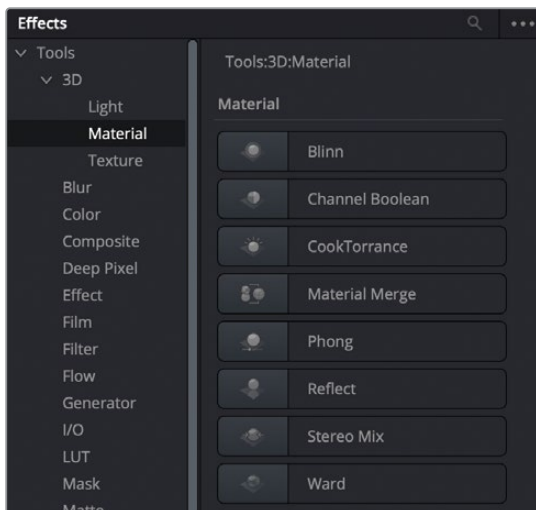 Effects
Tools
3D
Light
Material
Texture
Blur
Color
Composite
Deep Pixel
Effect
Film
Filter
Flow
Generator
I/O
LUT
Mask
Matte
Tools:3D:Material
Material
Blinn
Channel Boolean
CookTorrance
Material Merge
Phong
Reflect
Stereo Mix
Ward